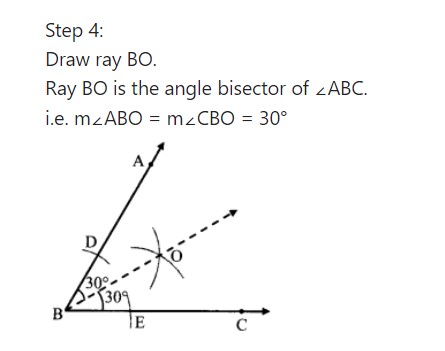 Step 4:
Draw ray BO.
Ray BO is the angle bisector of ∠ABC.
i.e. m∠ABO = m∠CBO = 30°
A
D
O
30°
30°
B
E
C